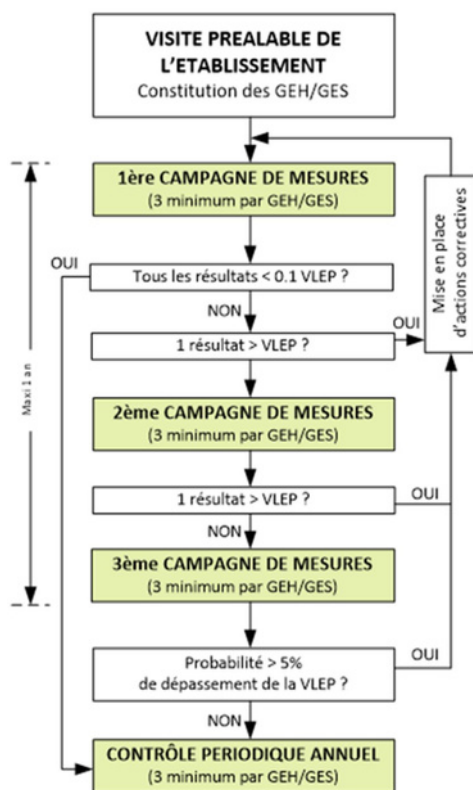 VISITE PREALABLE DE
L'ETABLISSEMENT
Constitution des GEH/GES
1ère CAMPAGNE DE MESURES
(3 minimum par GEH/GES)
OUI
Tous les résultats < 0.1 VLEP ?
NON
1 résultat > VLEP ?
OUI
Mise en place
d'actions correctives
Maxi 1 an
2ème CAMPAGNE DE MESURES
(3 minimum par GEH/GES)
1 résultat > VLEP ?
OUI
NON
3ème CAMPAGNE DE MESURES
(3 minimum par GEH/GES)
Probabilité > 5%
de dépassement de la VLEP ?
OUI
NON
CONTRÔLE PERIODIQUE ANNUEL
(3 minimum par GEH/GES)